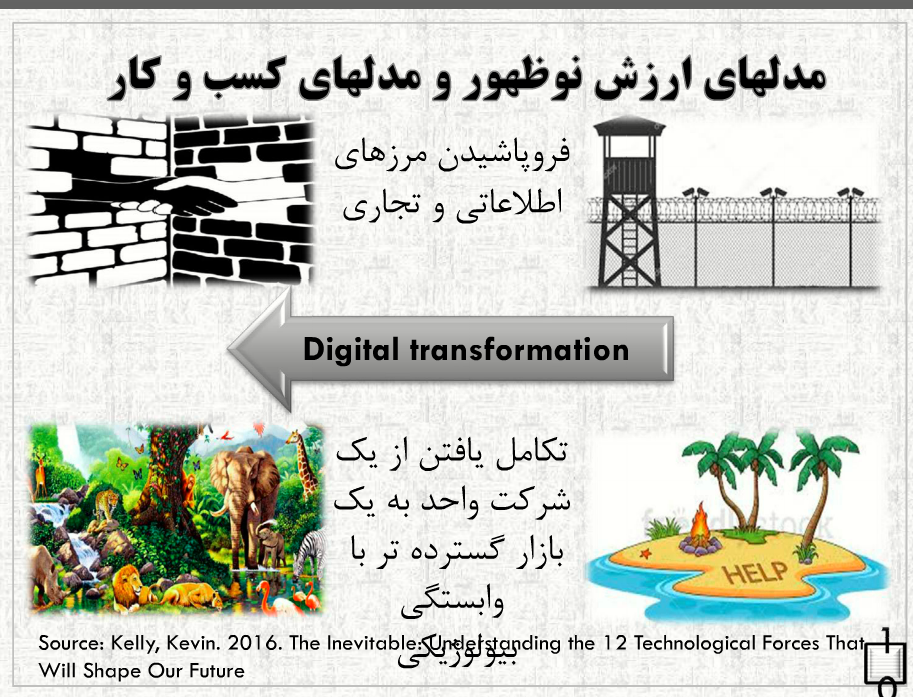 مدلهای ارزش نوظهور و مدلهای کسب و کار
فروپاشیدن مرزهای
اطلاعاتی و تجاری
Digital transformation
تکامل یافتن از یک
شرکت واحد به یک
بازار گسترده تر با
وابستگی
بیولوژیکی
HELP
Source: Kelly, Kevin. 2016. The Inevitable: Understanding the 12 Technological Forces That
Will Shape Our Future
10